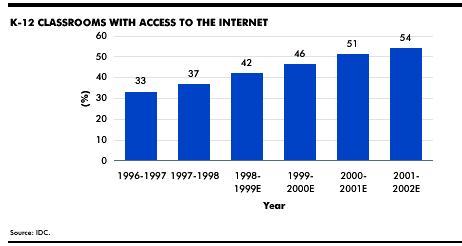 K-12 CLASSROOMS WITH ACCESS TO THE INTERNET
60
50
40
30
20
10
0
(%)
33
37
42
46
51
54
1996-1997
1997-1998
1998-
1999E
1999-
2000E
2000-
2001E
2001-
2002E
Year
Source: IDC.